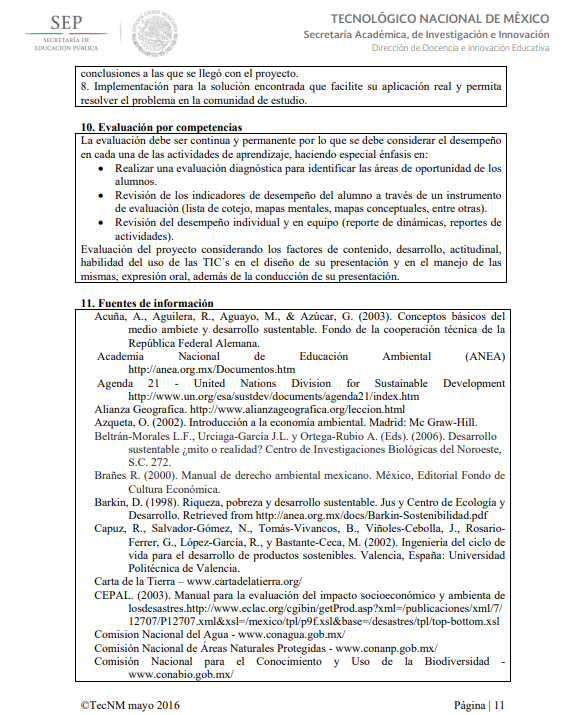 SEP
SECRETARÍA DE
EDUCACIÓN PÚBLICA
TECNOLÓGICO NACIONAL DE MÉXICO
Secretaría Académica, de Investigación e Innovación
Dirección de Docencia e Innovación Educativa
conclusiones a las que se llegó con el proyecto.
8. Implementación para la solución encontrada que facilite su aplicación real y permita
resolver el problema en la comunidad de estudio.
10. Evaluación por competencias
La evaluación debe ser continua y permanente por lo que se debe considerar el desempeño
en cada una de las actividades de aprendizaje, haciendo especial énfasis en:
• Realizar una evaluación diagnóstica para identificar las áreas de oportunidad de los
alumnos.
• Revisión de los indicadores de desempeño del alumno a través de un instrumento
de evaluación (lista de cotejo, mapas mentales, mapas conceptuales, entre otras).
• Revisión del desempeño individual y en equipo (reporte de dinámicas, reportes de
actividades).
Evaluación del proyecto considerando los factores de contenido, desarrollo, actitudinal,
habilidad del uso de las TIC´s en el diseño de su presentación y en el manejo de las
mismas, expresión oral, además de la conducción de su presentación.
11. Fuentes de información
Acuña, A., Aguilera, R., Aguayo, M., & Azúcar, G. (2003). Conceptos básicos del
medio ambiete y desarrollo sustentable. Fondo de la cooperación técnica de la
República Federal Alemana.
Academia Nacional de Educación Ambiental (ANEA)
http://anea.org.mx/Documentos.htm
Agenda 21 - United Nations Division for Sustainable Development
http://www.un.org/esa/sustdev/documents/agenda21/index.htm
Alianza Geografica. http://www.alianzageografica.org/leccion.html
Azqueta, O. (2002). Introducción a la economía ambiental. Madrid: Mc Graw-Hill.
Beltrán-Morales L.F., Urciaga-García J.L. y Ortega-Rubio A. (Eds). (2006). Desarrollo
sustentable ¿mito o realidad? Centro de Investigaciones Biológicas del Noroeste,
S.C. 272.
Brañes R. (2000). Manual de derecho ambiental mexicano. México, Editorial Fondo de
Cultura Económica.
Barkin, D. (1998). Riqueza, pobreza y desarrollo sustentable. Jus y Centro de Ecología y
Desarrollo. Retrieved from http://anea.org.mx/docs/Barkin-Sostenibilidad.pdf
Capuz, R., Salvador-Gómez, N., Tomás-Vivancos, B., Viñoles-Cebolla, J., Rosario-
Ferrer, G., López-García, R., y Bastante-Ceca, M. (2002). Ingeniería del ciclo de
vida para el desarrollo de productos sostenibles. Valencia, España: Universidad
Politécnica de Valencia.
Carta de la Tierra – www.cartadelatierra.org/
CEPAL. (2003). Manual para la evaluación del impacto socioeconómico y ambienta de
losdesastres.http://www.eclac.org/cgibin/getProd.asp?xml=/publicaciones/xml/7/
12707/P12707.xml&xsl=/mexico/tpl/p9f.xsl&base=/desastres/tpl/top-bottom.xsl
Comision Nacional del Agua - www.conagua.gob.mx/
Comisión Nacional de Áreas Naturales Protegidas - www.conanp.gob.mx/
Comisión Nacional para el Conocimiento y Uso de la Biodiversidad -
www.conabio.gob.mx/
©TecNM mayo 2016
Página | 11